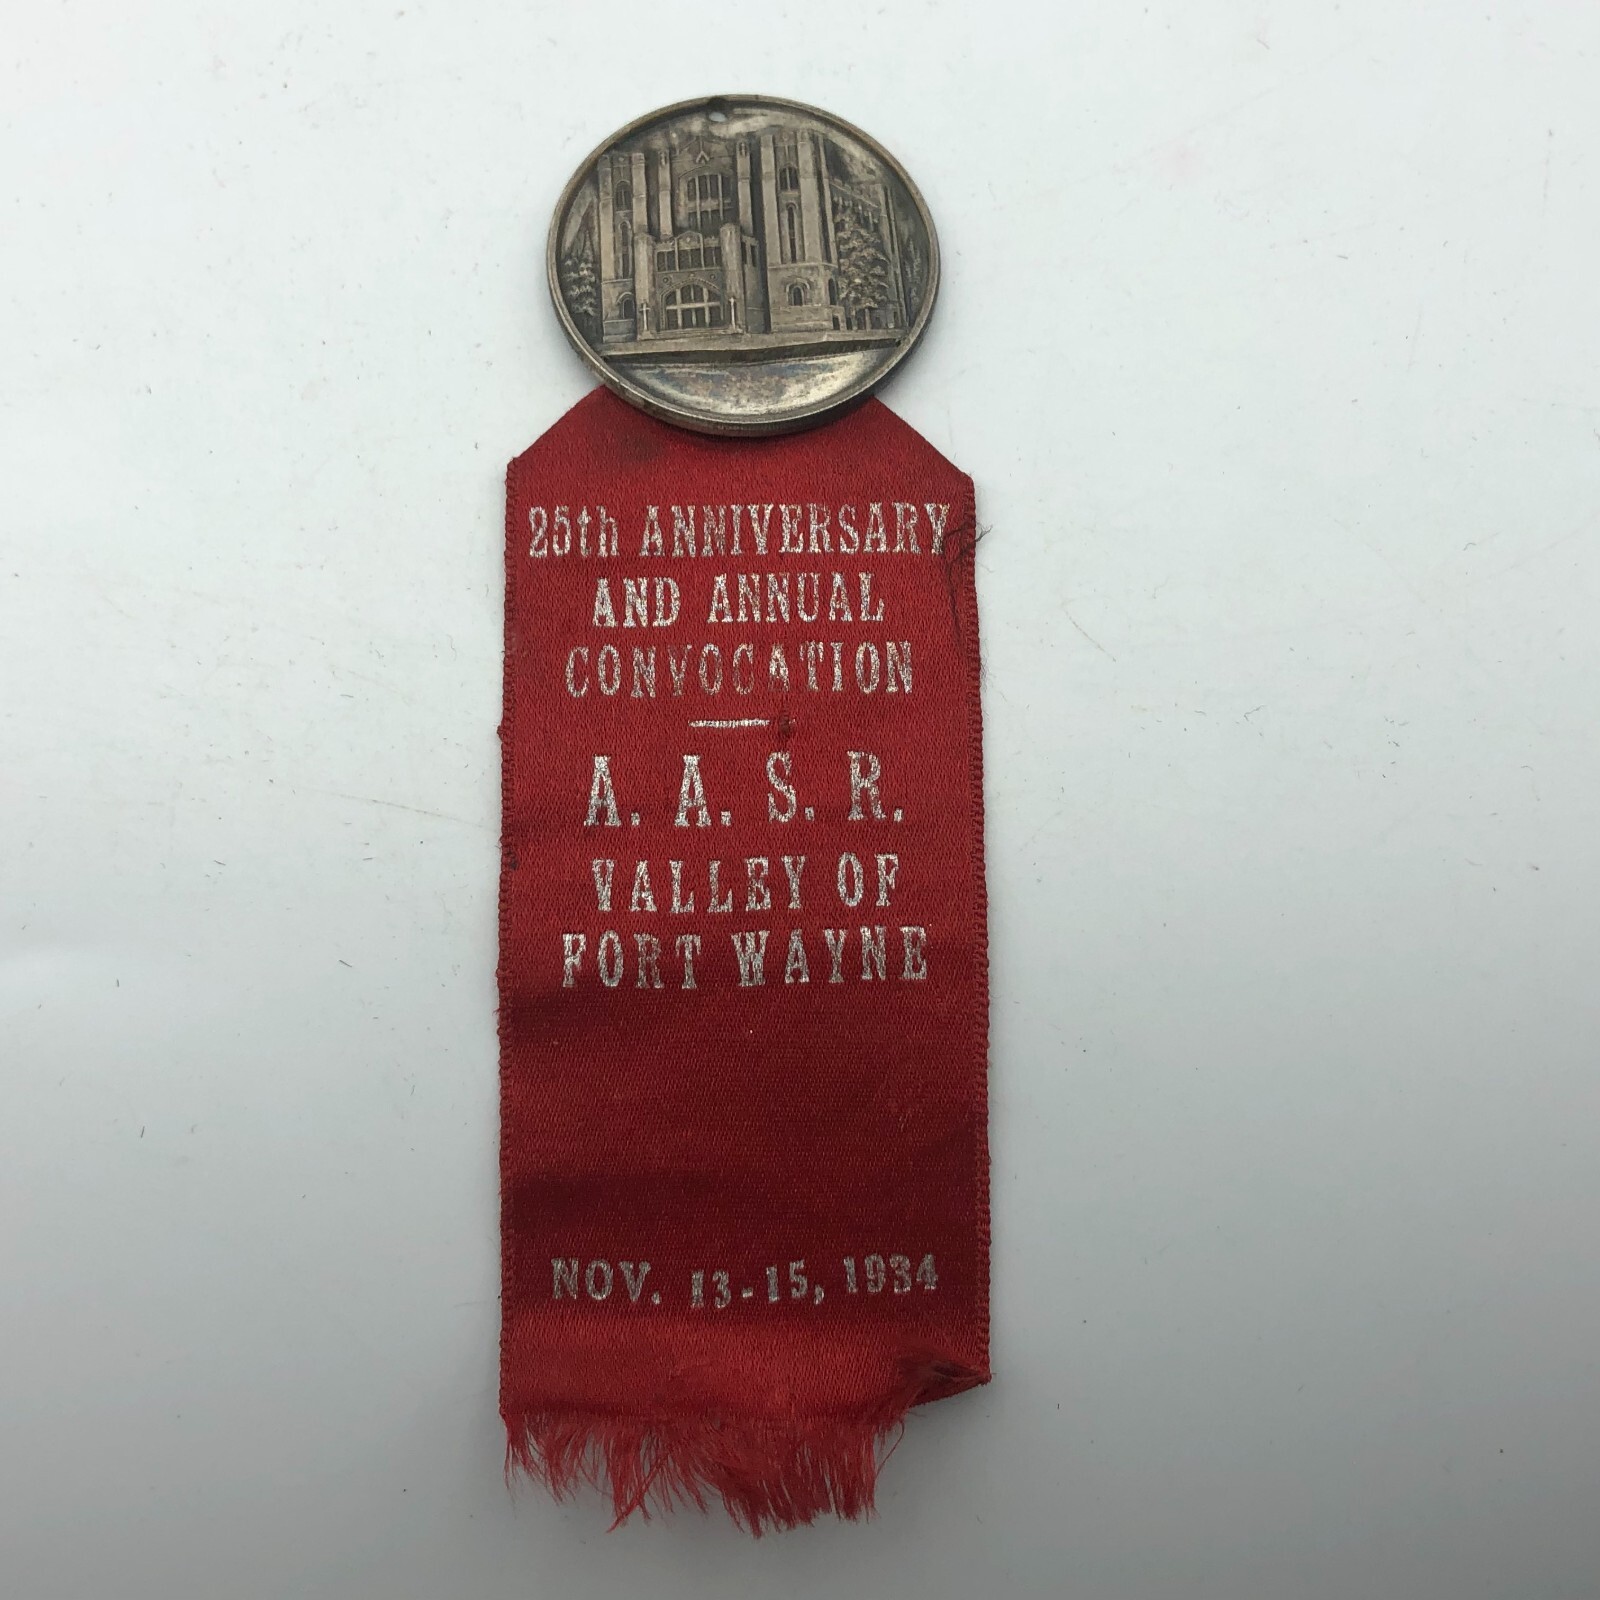 25th ANNIVERSARY
AND ANNUAL
CONVOCATION
A. A. S. R.
VALLEY OF
FORT WAYNE
NOV. 13-15, 1934